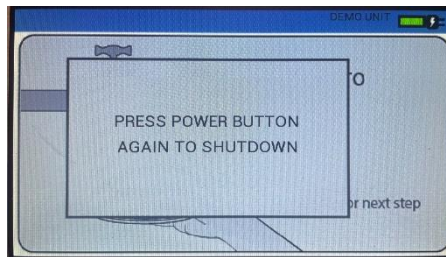 DEMO UNIT
PRESS POWER BUTTON
AGAIN TO SHUTDOWN
next step